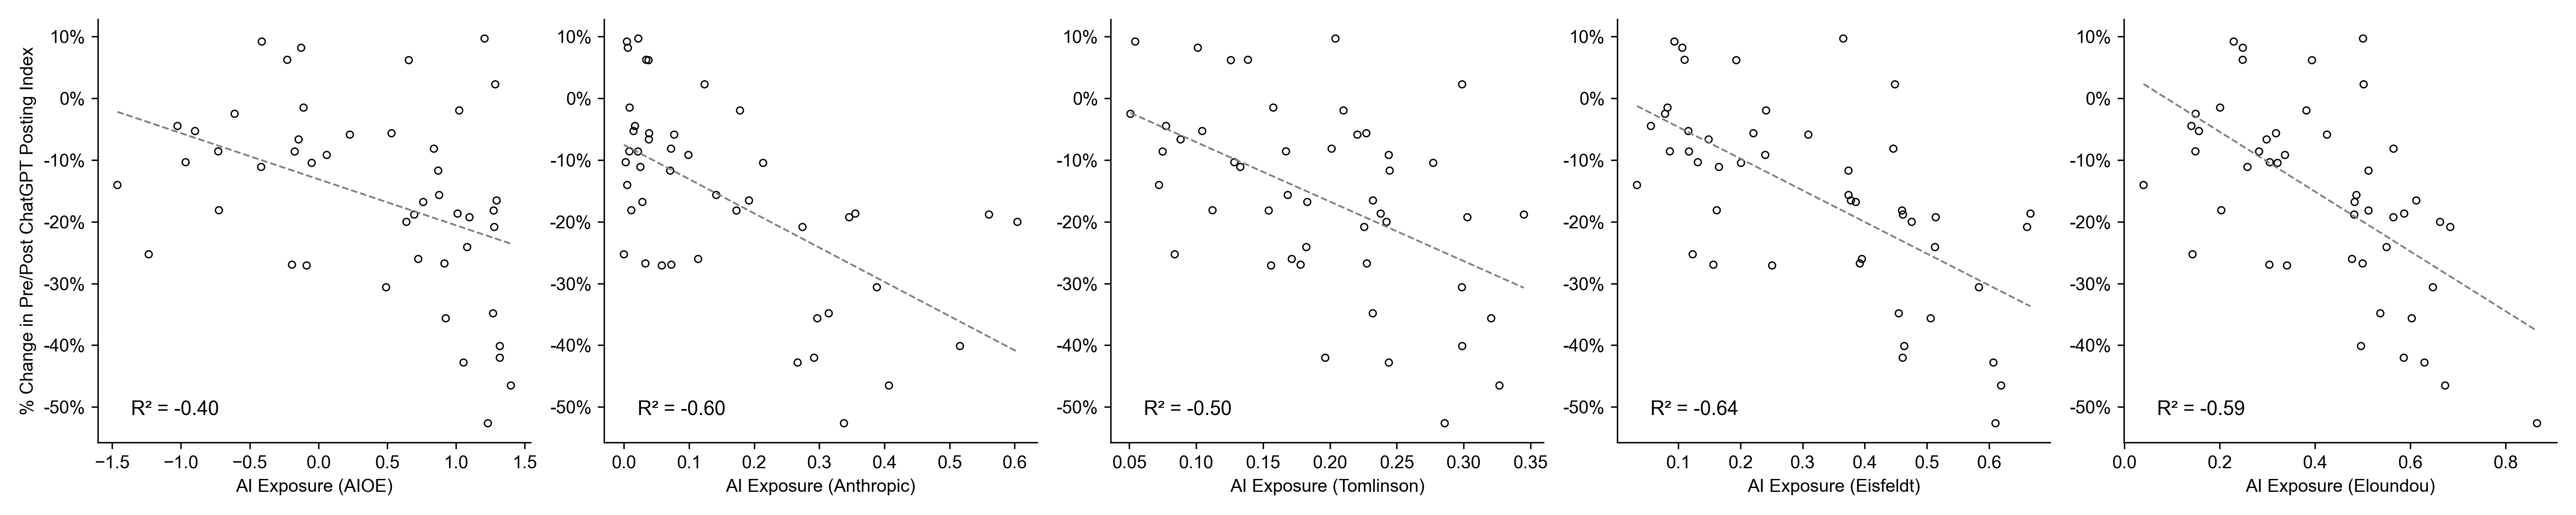 % Change in Pre/Post ChatGPT Posting Index
10%
0%
-10%
-20%
-30%
-40%
-50%
R² = -0.40
−1.5 −1.0 −0.5 0.0 0.5 1.0 1.5
AI Exposure (AIOE)
10%
0%
-10%
-20%
-30%
-40%
-50%
R² = -0.60
0.0 0.1 0.2 0.3 0.4 0.5 0.6
AI Exposure (Anthropic)
10%
0%
-10%
-20%
-30%
-40%
-50%
R² = -0.50
0.05 0.10 0.15 0.20 0.25 0.30 0.35
AI Exposure (Tomlinson)
10%
0%
-10%
-20%
-30%
-40%
-50%
R² = -0.64
0.1 0.2 0.3 0.4 0.5 0.6
AI Exposure (Eisfeldt)
10%
0%
-10%
-20%
-30%
-40%
-50%
R² = -0.59
0.0 0.2 0.4 0.6 0.8
AI Exposure (Eloundou)